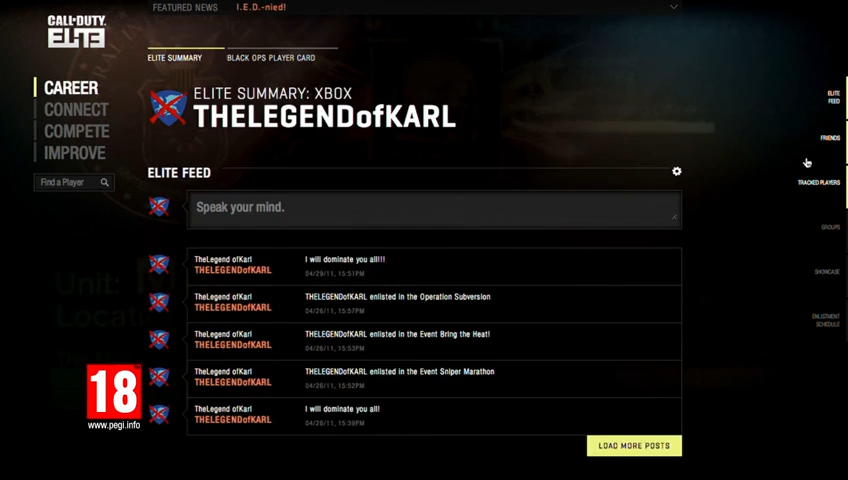 FEATURED NEWS
I.E.D.-nied!
CALL OF DUTY.
ELITE
ELITE SUMMARY
BLACK OPS PLAYER CARD
CAREER
CONNECT
COMPETE
IMPROVE
Find a Player
ELITE SUMMARY: XBOX
THELEGENDofKARL
ELITE FEED
Speak your mind.
TheLegend ofKarl
THELEGENDofKARL
I will dominate you all!!!
04/29/11, 15:51PM
TheLegend ofKarl
THELEGENDofKARL
THELEGENDofKARL enlisted in the Operation Subversion
04/26/11, 15:57PM
TheLegend ofKarl
THELEGENDofKARL
THELEGENDofKARL enlisted in the Event Bring the Heat!
04/26/11, 15:53PM
TheLegend ofKarl
THELEGENDofKARL
THELEGENDofKARL enlisted in the Event Sniper Marathon
04/26/11, 15:52PM
TheLegend ofKarl
THELEGENDofKARL
I will dominate you all!
04/26/11, 15:39PM
LOAD MORE POSTS
ELITE
FEED
FRIENDS
TRACKED PLAYERS
GROUPS
SHOWCASE
ENLISTMENT
SCHEDULE
Unit:
Locat
18
www.pegi.info